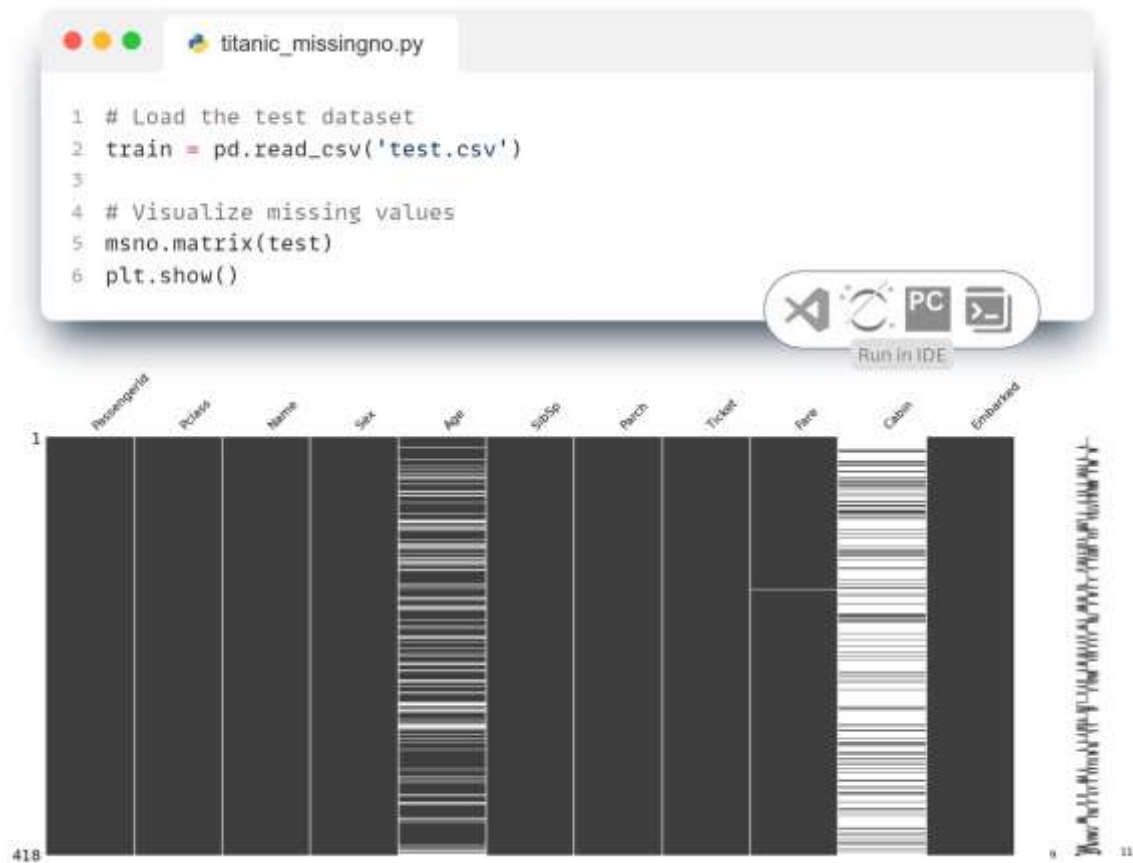 titanic_missingno.py
1 # Load the test dataset
2 train = pd.read_csv('test.csv')
3
4 # Visualize missing values
5 msno.matrix(test)
6 plt.show()
PC
Run in IDE
PassengerId Pclass Name Sex Age SibSp Parch Ticket Fare Cabin Embarked
1
418
9 11